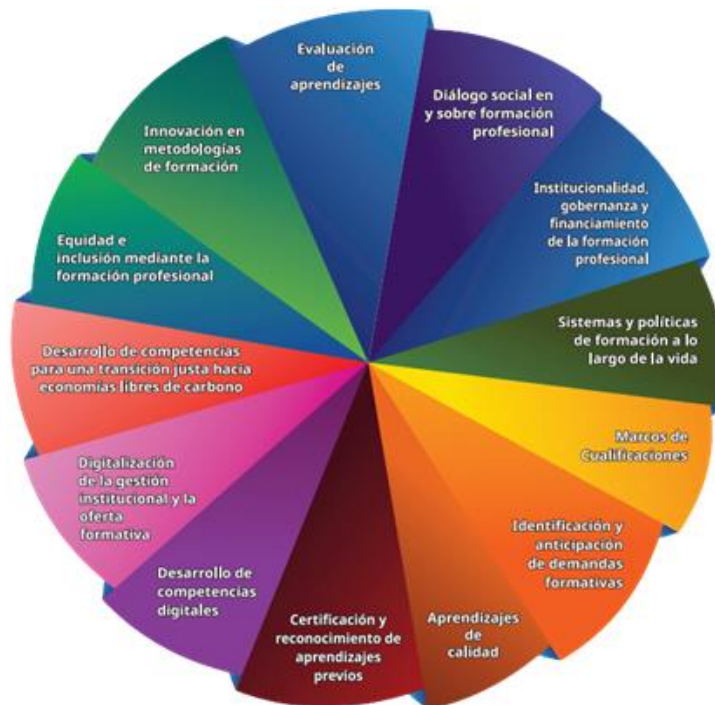 Evaluación
de
aprendizajes
Diálogo social en
y sobre formación
profesional
Institucionalidad,
gobernanza y
financiamiento
de la formación
profesional
Sistemas y políticas
de formación a lo
largo de la vida
Marcos de
Cualificaciones
Identificación y
anticipación
de demandas
formativas
Aprendizajes
de
calidad
Certificación y
reconocimiento de
aprendizajes
previos
Desarrollo de
competencias
digitales
Digitalización
de la gestión
institucional y la
oferta
formativa
Desarrollo de competencias
para una transición justa hacia
economías libres de carbono
Equidad e
inclusión mediante la
formación profesional
Innovación en
metodologías
de formación